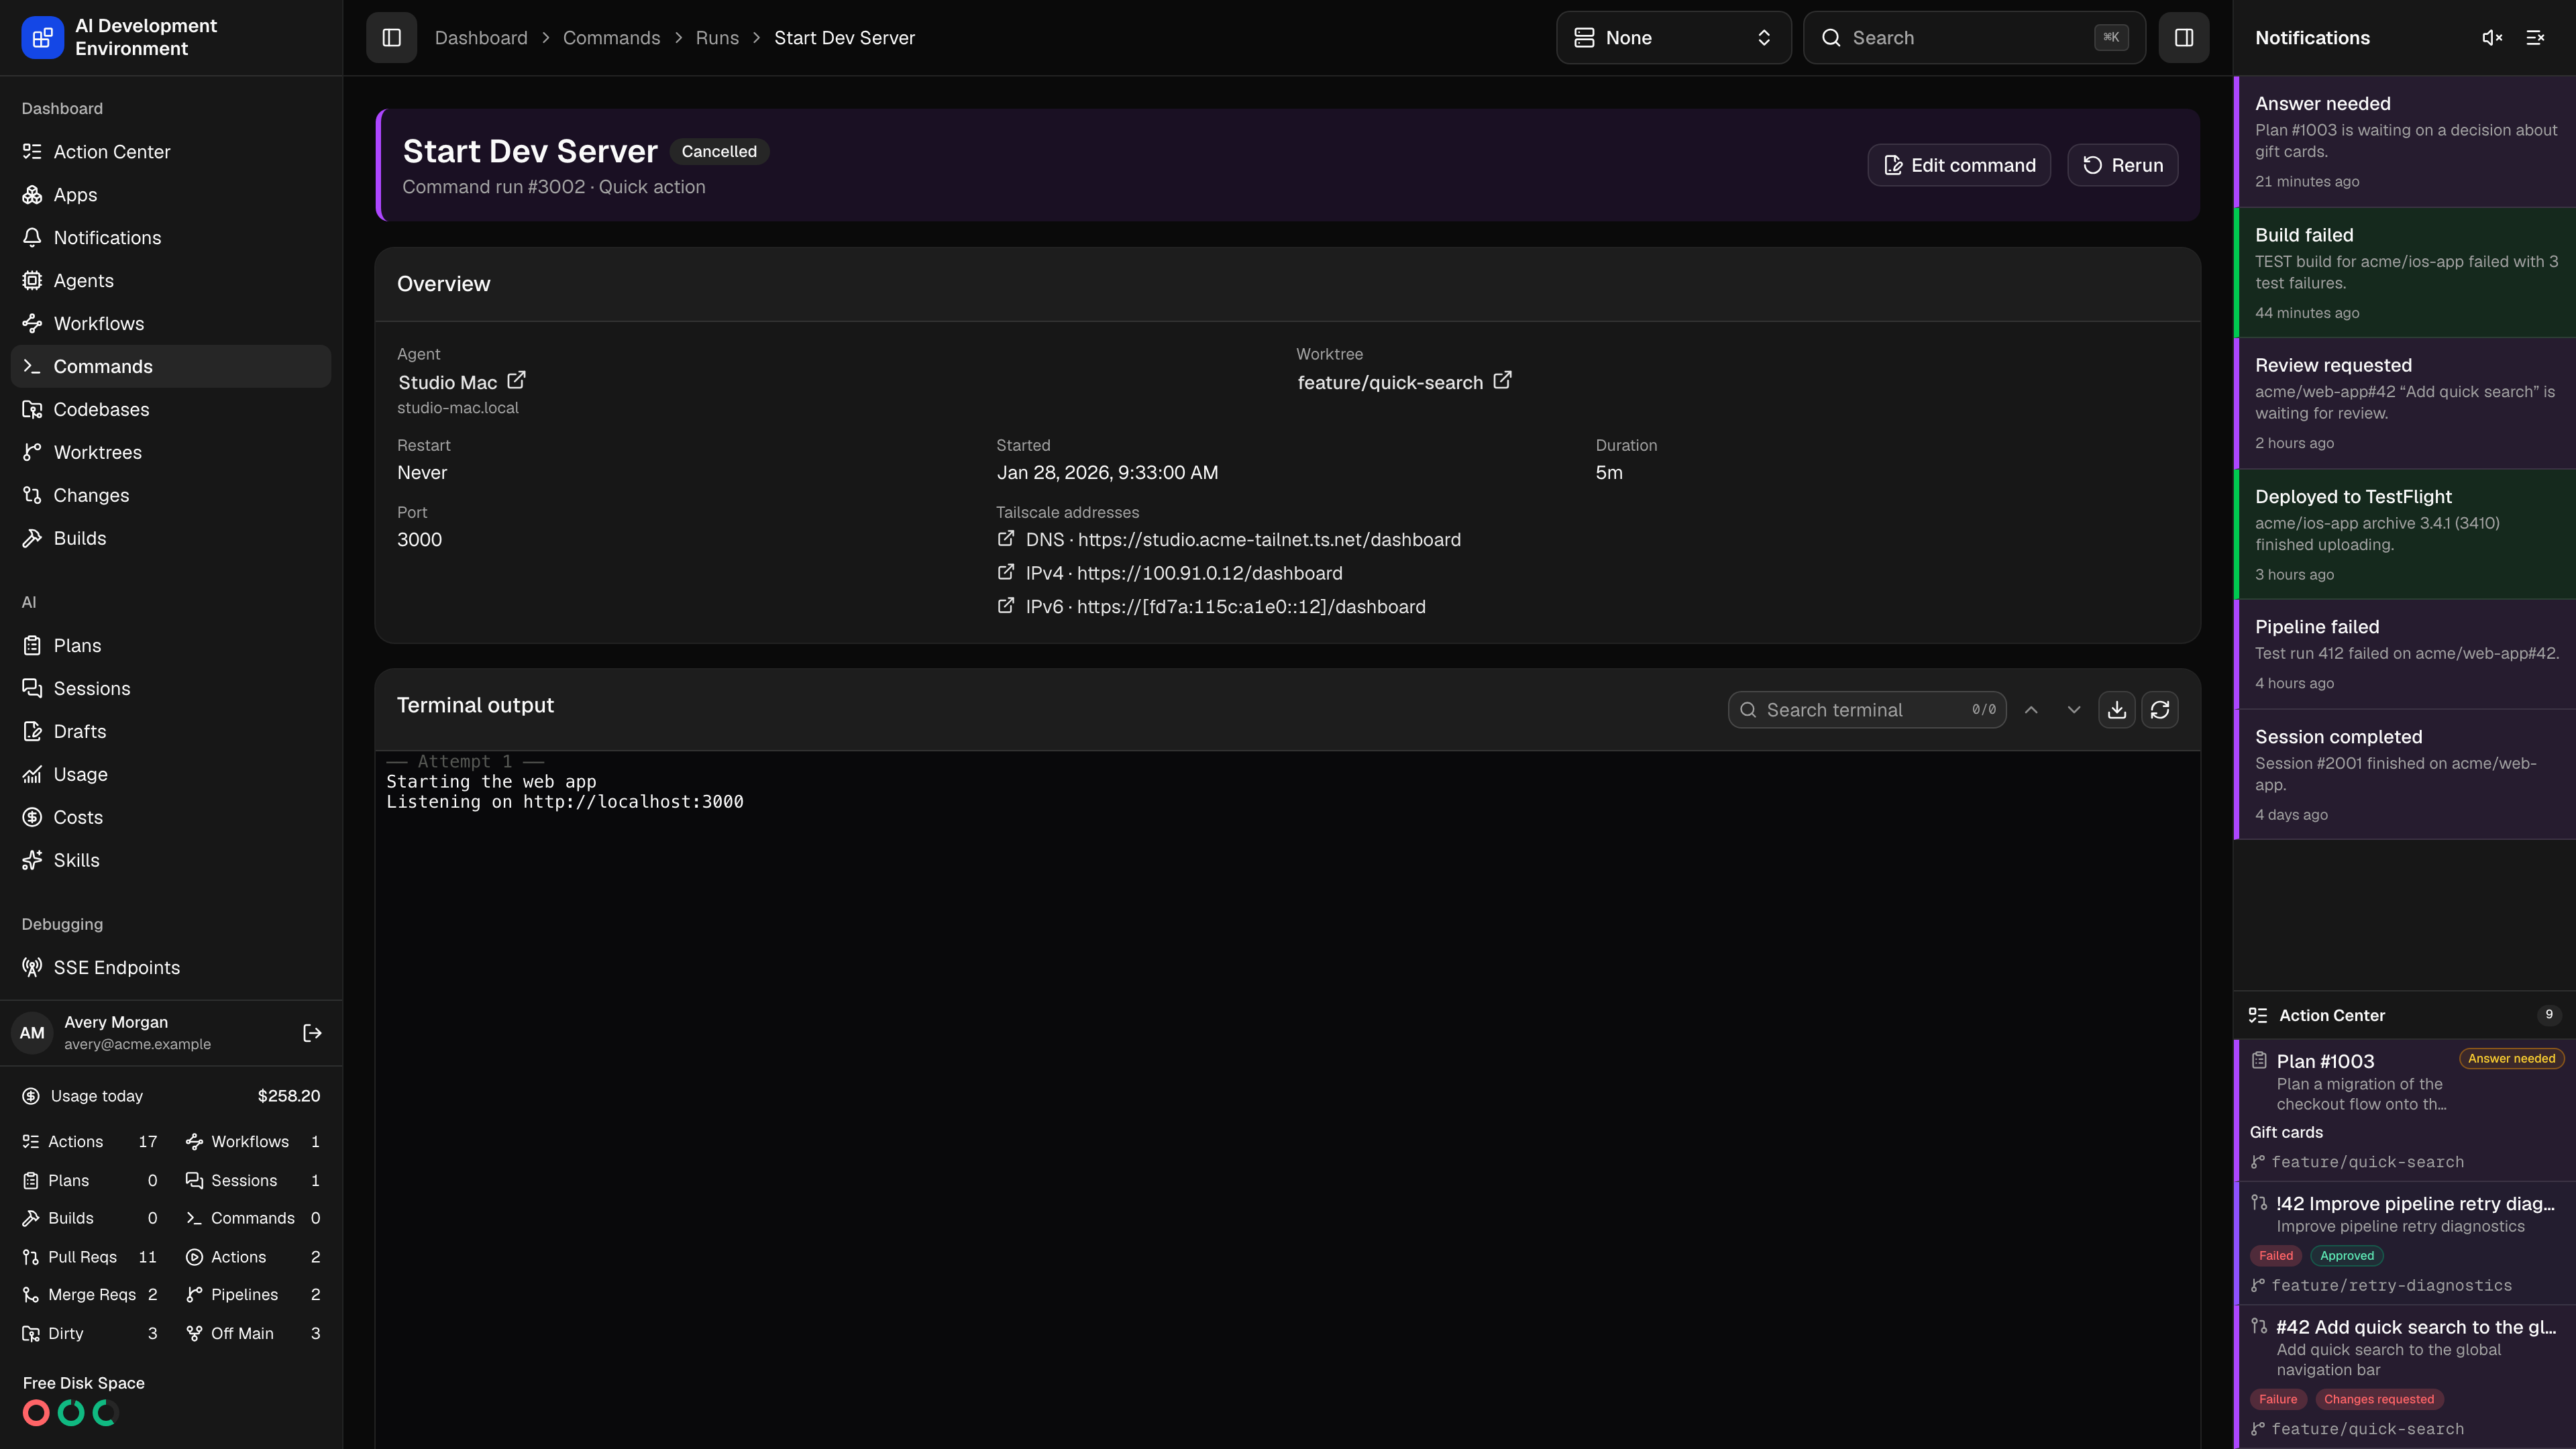 AI Development
Environment
Dashboard
Action Center
Apps
Notifications
Agents
Workflows
Commands
Codebases
Worktrees
Changes
Builds
AI
Plans
Sessions
Drafts
Usage
Costs
Skills
Debugging
SSE Endpoints
AM
Avery Morgan
avery@acme.example
Usage today $258.20
Actions 17 Workflows 1
Plans 0 Sessions 1
Builds 0 Commands 0
Pull Reqs 11 Actions 2
Merge Reqs 2 Pipelines 2
Dirty 3 Off Main 3
Free Disk Space
Dashboard > Commands > Runs > Start Dev Server
None
Search ⌘K
Start Dev Server Cancelled
Command run #3002 · Quick action
Edit command
Rerun
Overview
Agent
Studio Mac
studio-mac.local
Worktree
feature/quick-search
Restart
Never
Started
Jan 28, 2026, 9:33:00 AM
Duration
5m
Port
3000
Tailscale addresses
DNS · https://studio.acme-tailnet.ts.net/dashboard
IPv4 · https://100.91.0.12/dashboard
IPv6 · https://[fd7a:115c:a1e0::12]/dashboard
Terminal output
Search terminal 0/0
—— Attempt 1 ——
Starting the web app
Listening on http://localhost:3000
Notifications
Answer needed
Plan #1003 is waiting on a decision about
gift cards.
21 minutes ago
Build failed
TEST build for acme/ios-app failed with 3
test failures.
44 minutes ago
Review requested
acme/web-app#42 “Add quick search” is
waiting for review.
2 hours ago
Deployed to TestFlight
acme/ios-app archive 3.4.1 (3410)
finished uploading.
3 hours ago
Pipeline failed
Test run 412 failed on acme/web-app#42.
4 hours ago
Session completed
Session #2001 finished on acme/web-
app.
4 days ago
Action Center 9
Plan #1003 Answer needed
Plan a migration of the
checkout flow onto th...
Gift cards
feature/quick-search
!42 Improve pipeline retry diag...
Improve pipeline retry diagnostics
Failed Approved
feature/retry-diagnostics
#42 Add quick search to the gl...
Add quick search to the global
navigation bar
Failure Changes requested
feature/quick-search